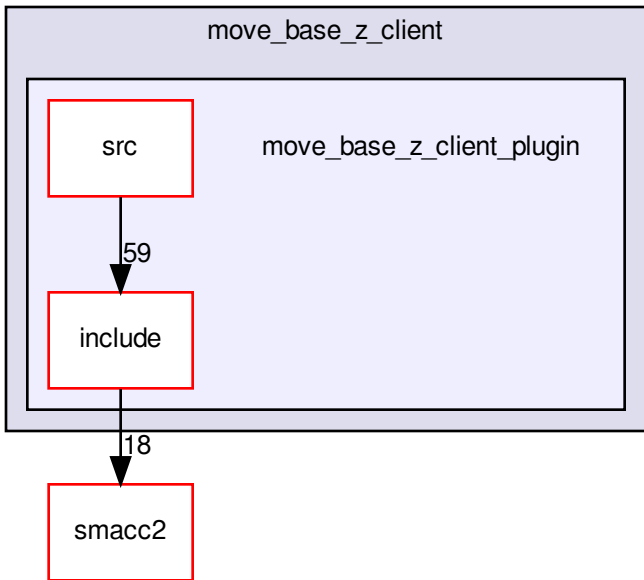 move_base_z_client
src
move_base_z_client_plugin
59
include
18
smacc2